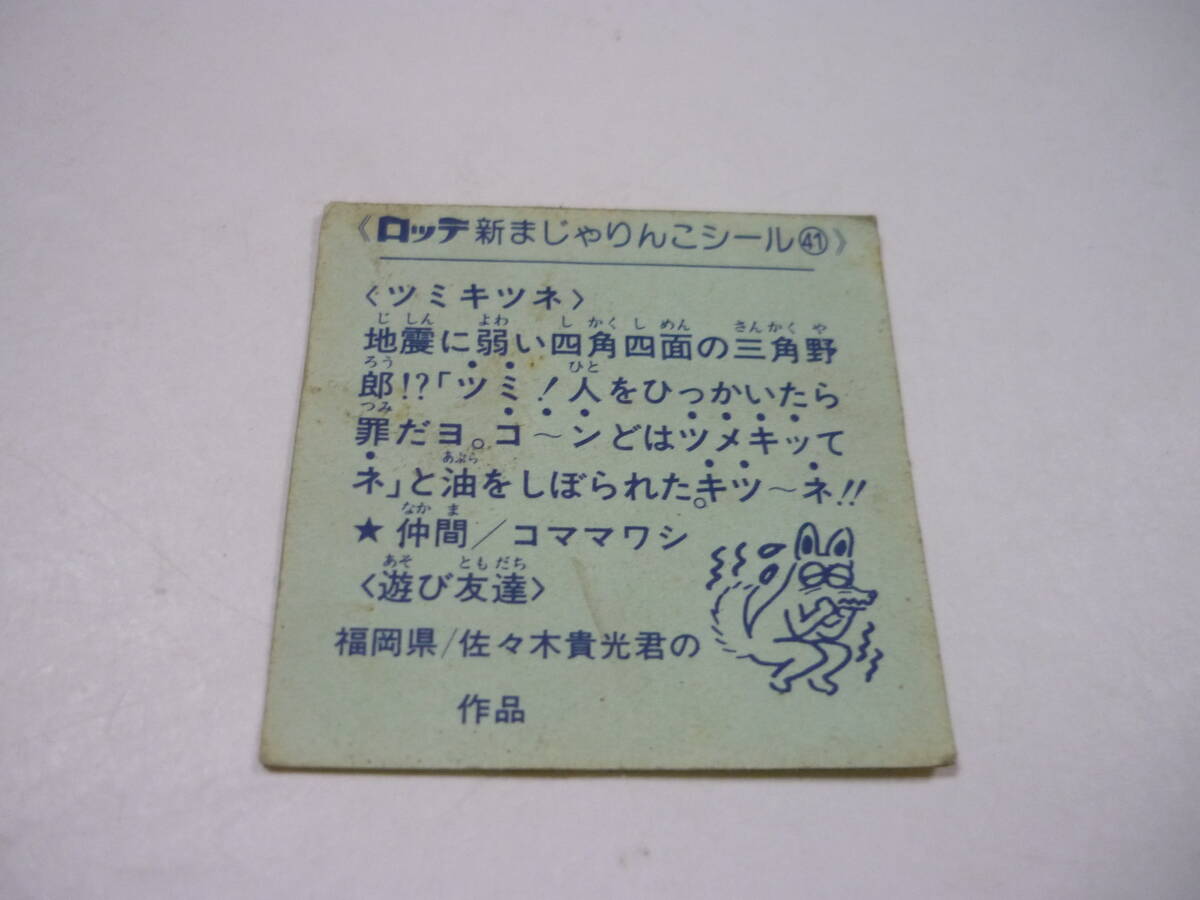 《ロッテ新まじゃりんこシール㊶》
〈ツミキツネ〉
地震に弱い四角四面の三角野
郎!?「ツミ!人をひっかいたら
罪だヨ。コ〜ンどはツメキッて
ネ」と油をしぼられた。キツ〜ネ!!
★仲間/コママワシ
〈遊び友達〉
福岡県/佐々木貴光君の
作品